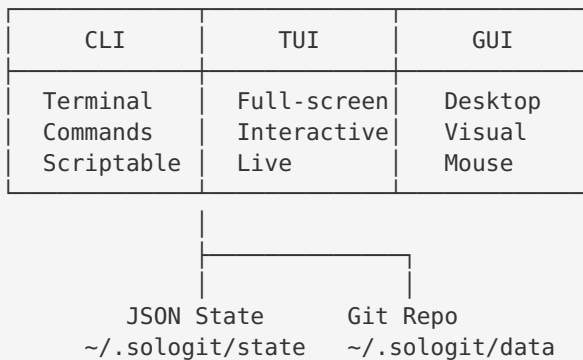 CLI TUI GUI
Terminal Full-screen Desktop
Commands Interactive Visual
Scriptable Live Mouse
JSON State Git Repo
~/.sologit/state ~/.sologit/data